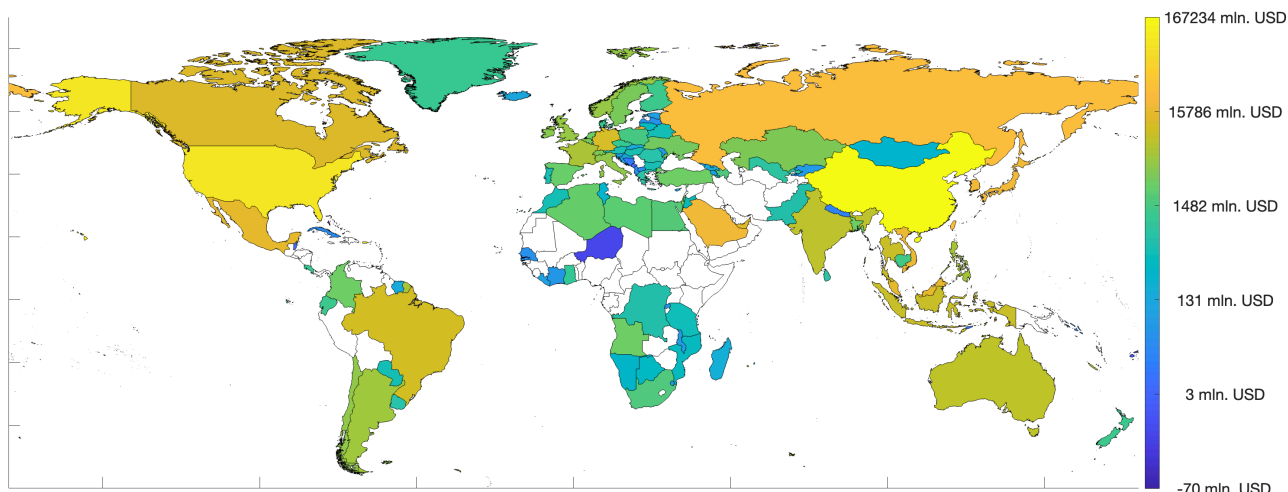 167234 mln. USD
15786 mln. USD
1482 mln. USD
131 mln. USD
3 mln. USD
-70 mln. USD